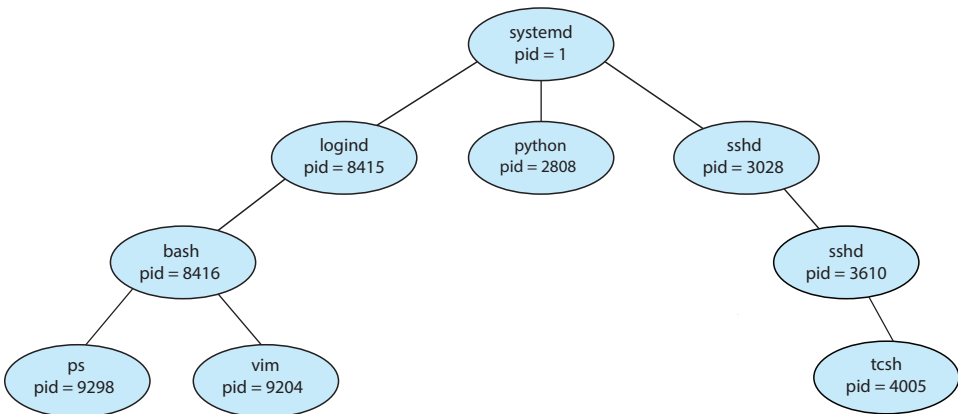 systemd
pid = 1
logind
pid = 8415
python
pid = 2808
sshd
pid = 3028
bash
pid = 8416
sshd
pid = 3610
ps
pid = 9298
vim
pid = 9204
tcsh
pid = 4005